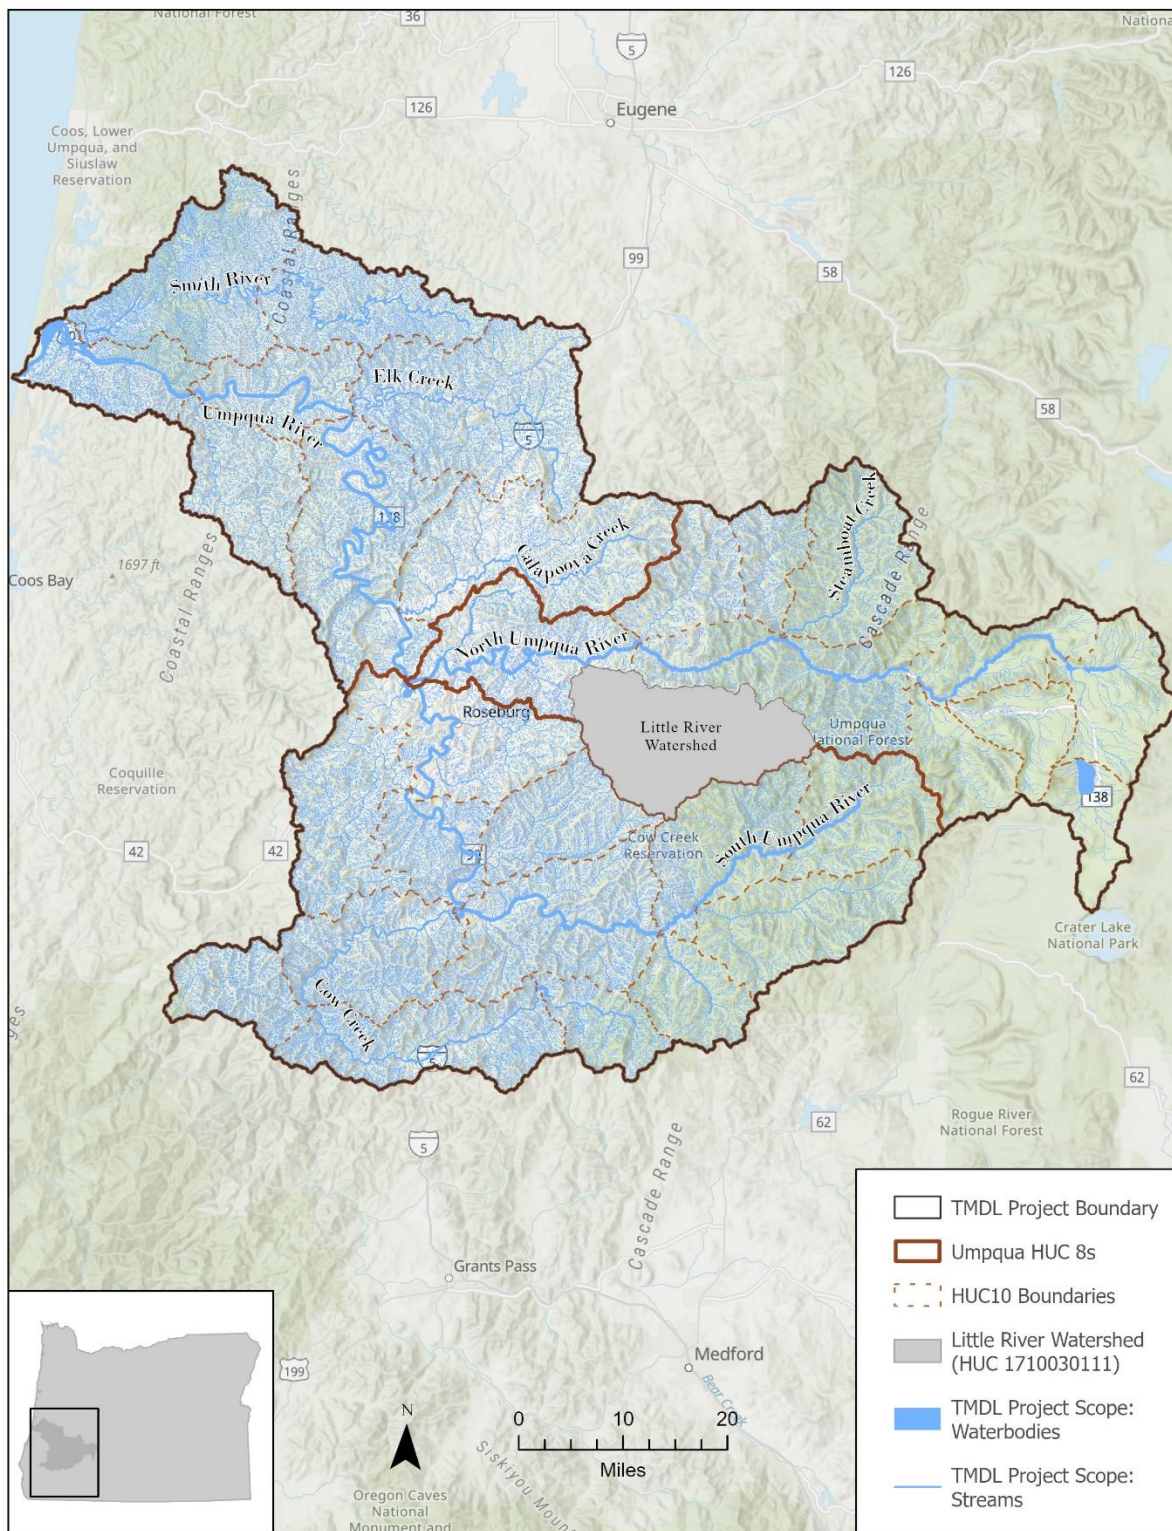 National Forest
36
5
Nationa
126
126
Eugene
Coos, Lower
Umpqua, and
Siuslaw
Reservation
99
58
Coastal Ranges
Smith River
58
Elk Creek
Umpqua River
5
Steamboat Creek
Calapooya Creek
Cascade Range
1697 ft
Coos Bay
Coastal Ranges
North Umpqua River
Roseburg
Little River
Watershed
Umpqua
National Forest
Coquille
Reservation
138
42
42
South Umpqua River
Cow Creek
Reservation
Crater Lake
National Park
Cow Creek
5
62
62
Rogue River
National Forest
5
Cascade Range
Grants Pass
Medford
199
Bear Creek
Oregon Caves
National
Monument and
N
0 10 20
Miles
TMDL Project Boundary
Umpqua HUC 8s
HUC10 Boundaries
Little River Watershed
(HUC 1710030111)
TMDL Project Scope:
Waterbodies
TMDL Project Scope:
Streams